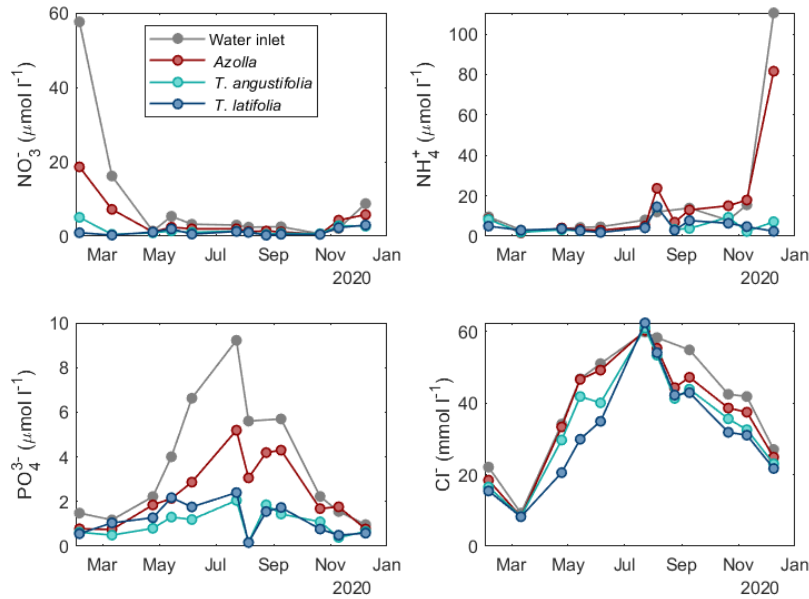 NO₃⁻ (μmol l⁻¹)
60
40
20
0
Water inlet
Azolla
T. angustifolia
T. latifolia
Mar May Jul Sep Nov Jan
2020
NH₄⁺ (μmol l⁻¹)
100
80
60
40
20
0
Mar May Jul Sep Nov Jan
2020
PO₄³⁻ (μmol l⁻¹)
10
8
6
4
2
0
Mar May Jul Sep Nov Jan
2020
Cl⁻ (mmol l⁻¹)
60
40
20
0
Mar May Jul Sep Nov Jan
2020